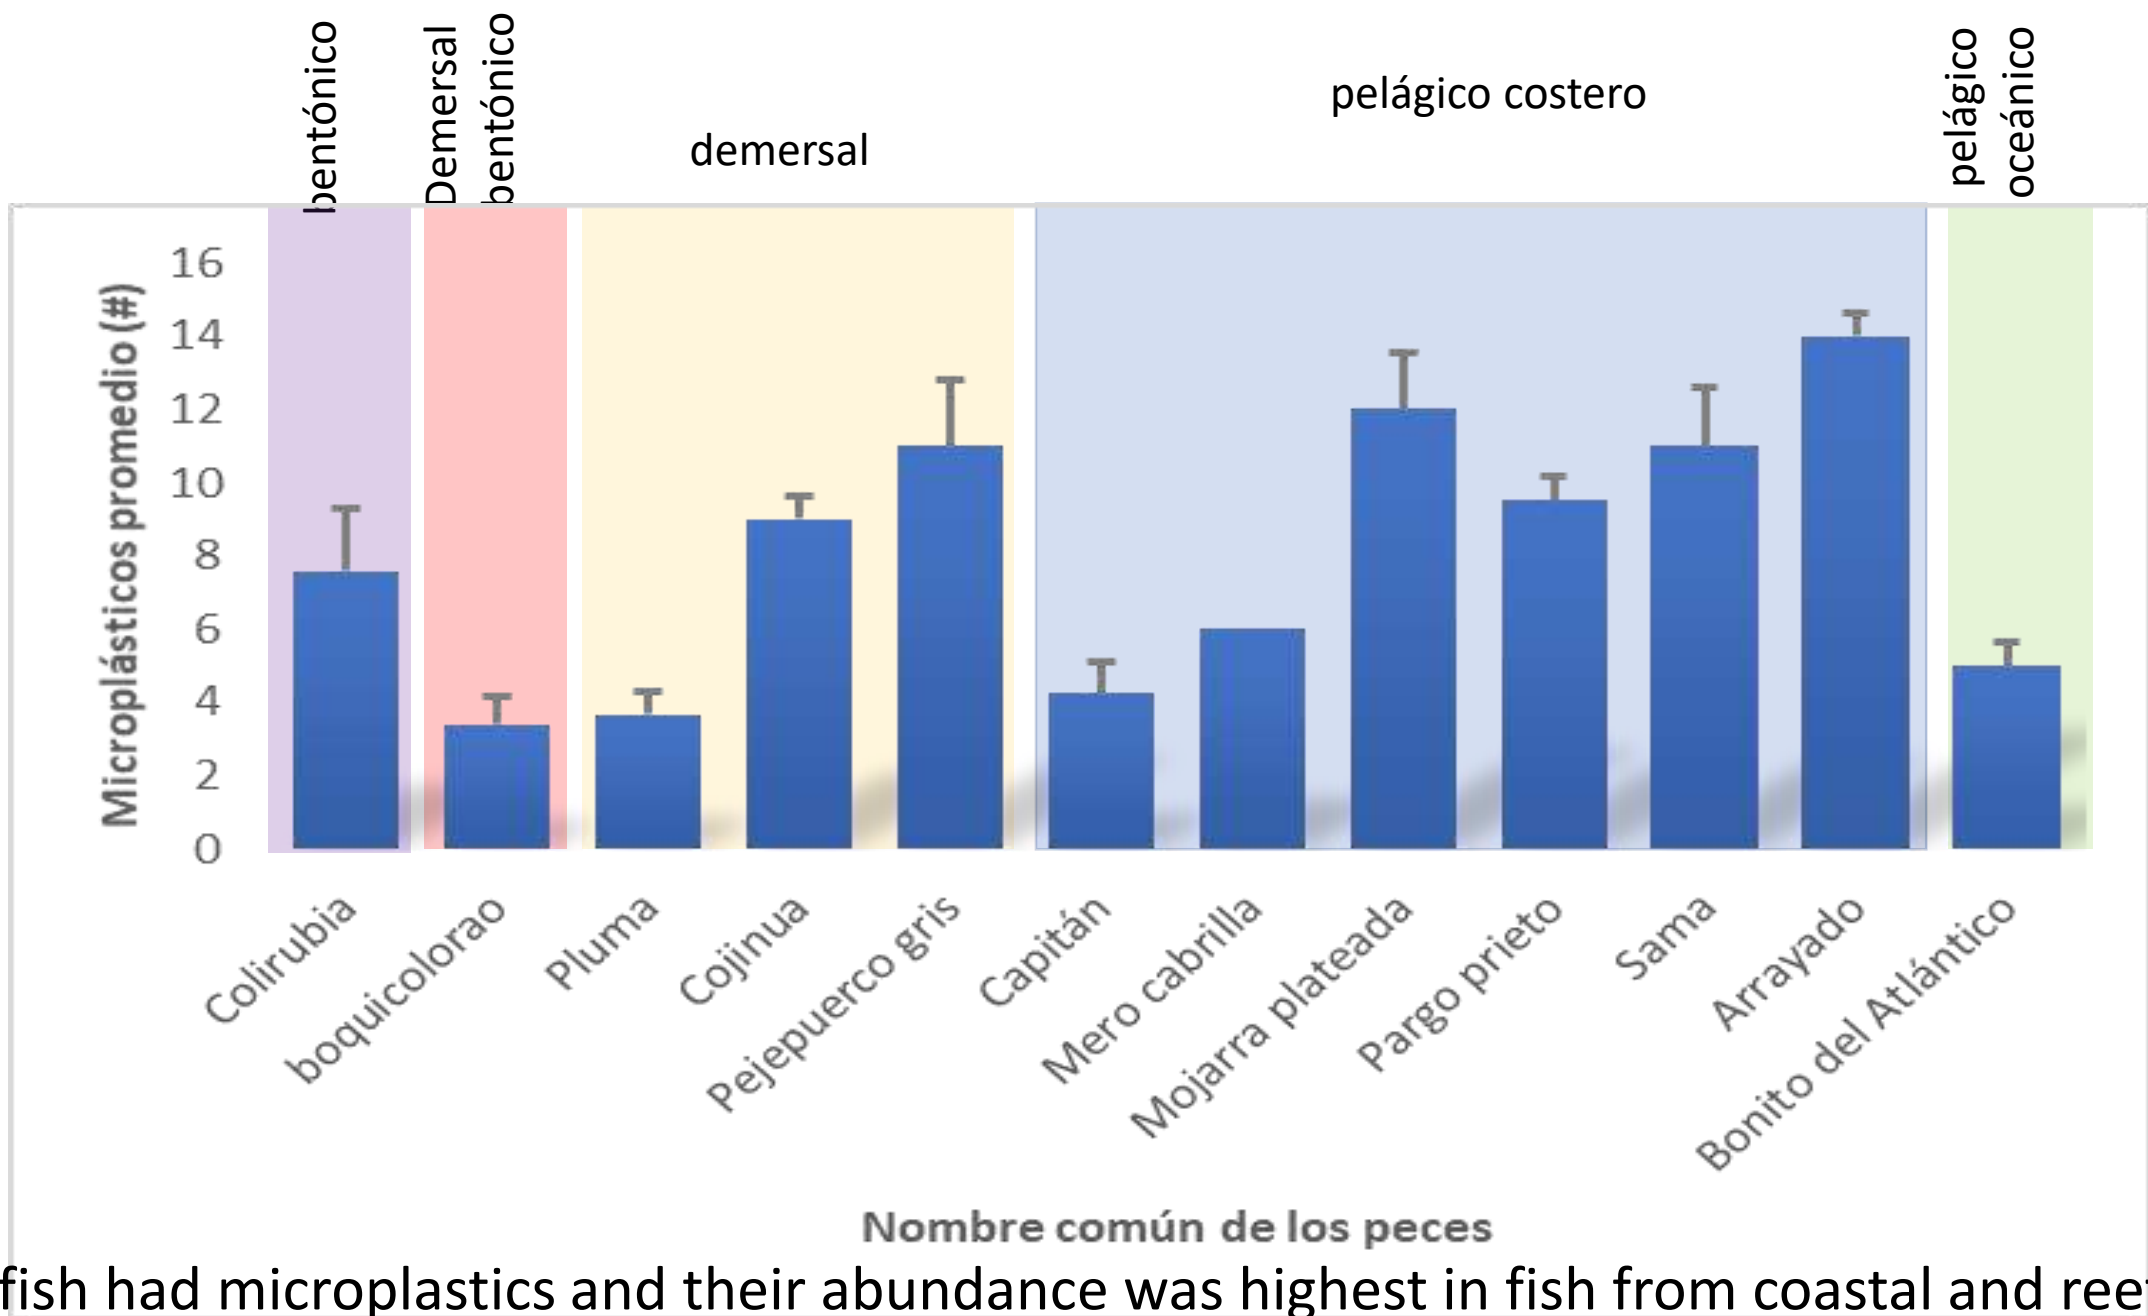 bentónico
Demersal
bentónico
demersal
pelágico costero
pelágico
oceánico
Microplásticos promedio (#)
16
14
12
10
8
6
4
2
0
Colirubia
boquicolorao
Pluma
Cojinua
Pejepuerco gris
Capitán
Mero cabrilla
Mojarra plateada
Pargo prieto
Sama
Arrayado
Bonito del Atlántico
Nombre común de los peces
fish had microplastics and their abundance was highest in fish from coastal and